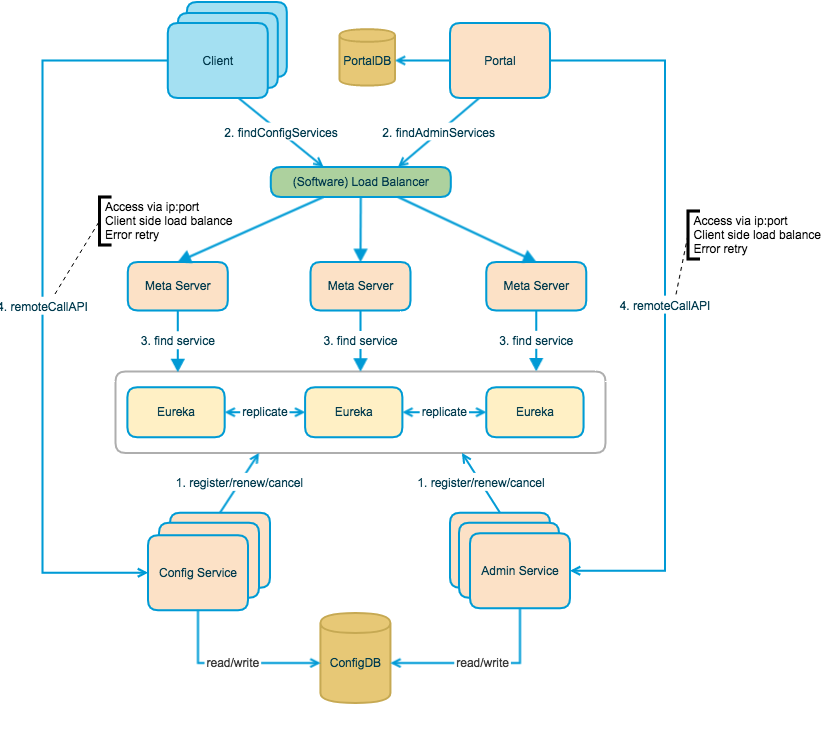 Client
PortalDB
Portal
2. findConfigServices
2. findAdminServices
(Software) Load Balancer
Access via ip:port
Client side load balance
Error retry
Access via ip:port
Client side load balance
Error retry
Meta Server
Meta Server
Meta Server
4. remoteCallAPI
4. remoteCallAPI
3. find service
3. find service
3. find service
Eureka
replicate
Eureka
replicate
Eureka
1. register/renew/cancel
1. register/renew/cancel
Config Service
Admin Service
read/write
ConfigDB
read/write